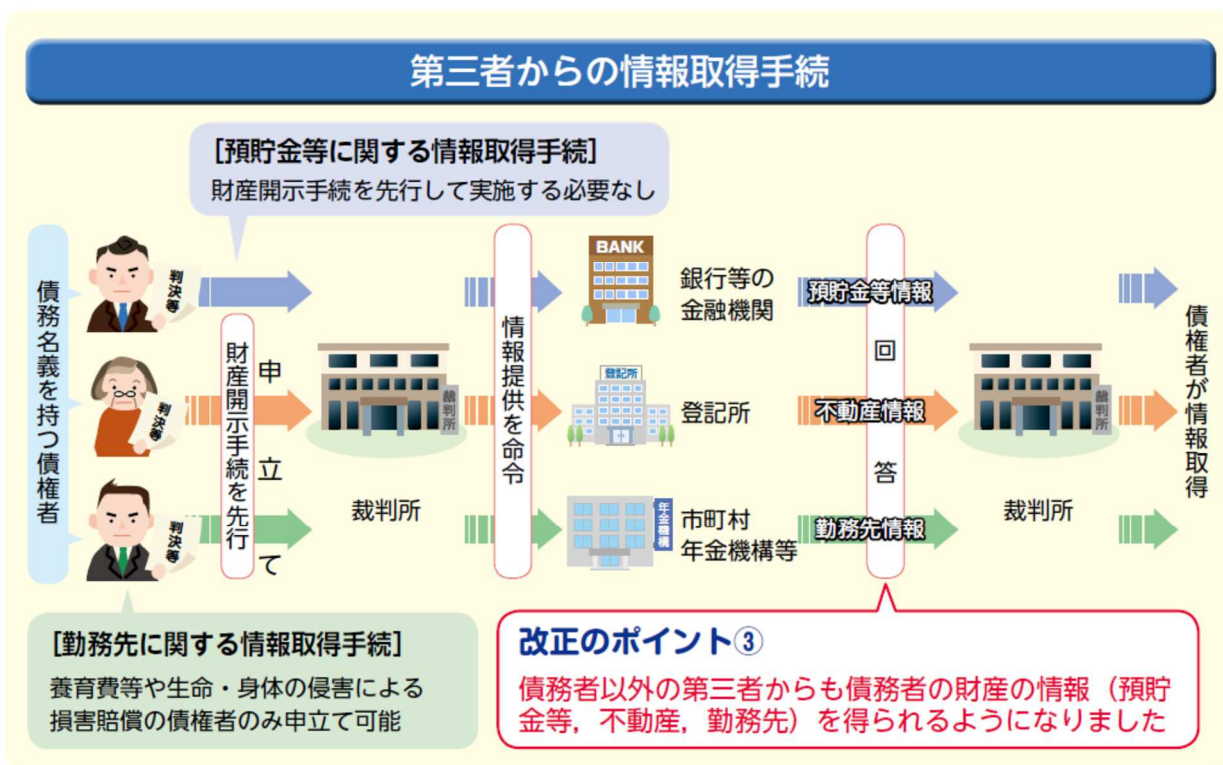 第三者からの情報取得手続
［預貯金等に関する情報取得手続］
財産開示手続を先行して実施する必要なし
債務名義を持つ債権者
判決等
判決等
判決等
財産開示手続を先行
申立て
裁判所
裁判所
情報提供を命令
BANK
銀行等の
金融機関
登記所
登記所
年金機構
市町村
年金機構等
預貯金等情報
不動産情報
勤務先情報
回答
裁判所
裁判所
債権者が情報取得
［勤務先に関する情報取得手続］
養育費等や生命・身体の侵害による
損害賠償の債権者のみ申立て可能
改正のポイント③
債務者以外の第三者からも債務者の財産の情報（預貯
金等，不動産，勤務先）を得られるようになりました